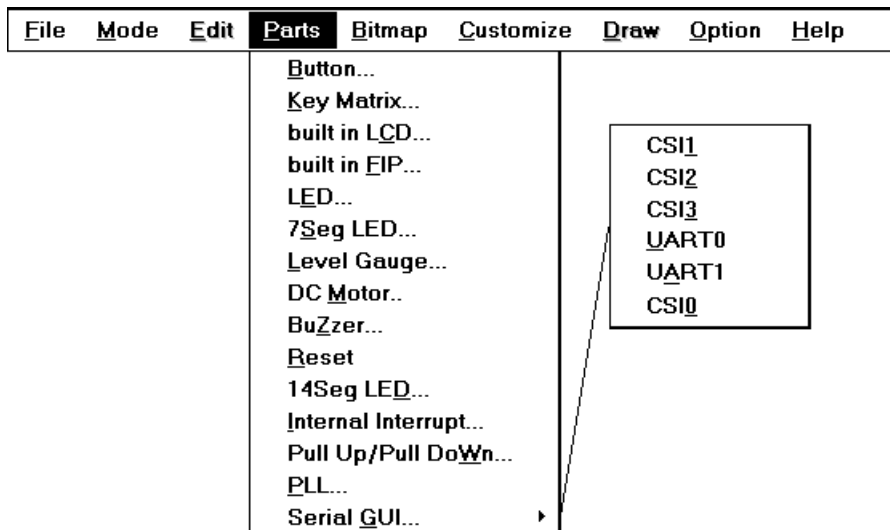 File Mode Edit Parts Bitmap Customize Draw Option Help
Button...
Key Matrix...
built in LCD...
built in FIP...
LED...
7Seg LED...
Level Gauge...
DC Motor..
BuZzer...
Reset
14Seg LED...
Internal Interrupt...
Pull Up/Pull DoWn...
PLL...
Serial GUI...
CSI1
CSI2
CSI3
UART0
UART1
CSI0